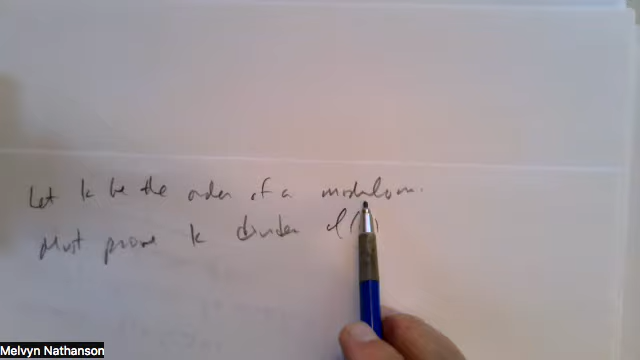 Let k be the order of a modulo m.
Must prove k divides φ(
Melvyn Nathanson